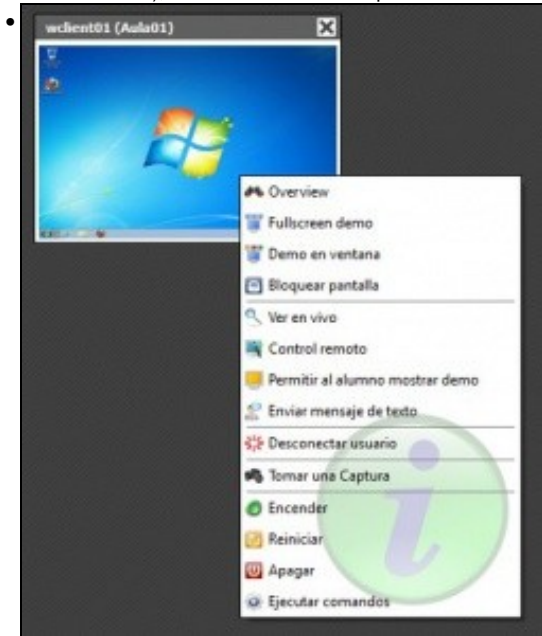 wclient01 (Aula01)
Overview
Fullscreen demo
Demo en ventana
Bloquear pantalla
Ver en vivo
Control remoto
Permitir al alumno mostrar demo
Enviar mensaje de texto
Desconectar usuario
Tomar una Captura
Encender
Reiniciar
Apagar
Ejecutar comandos